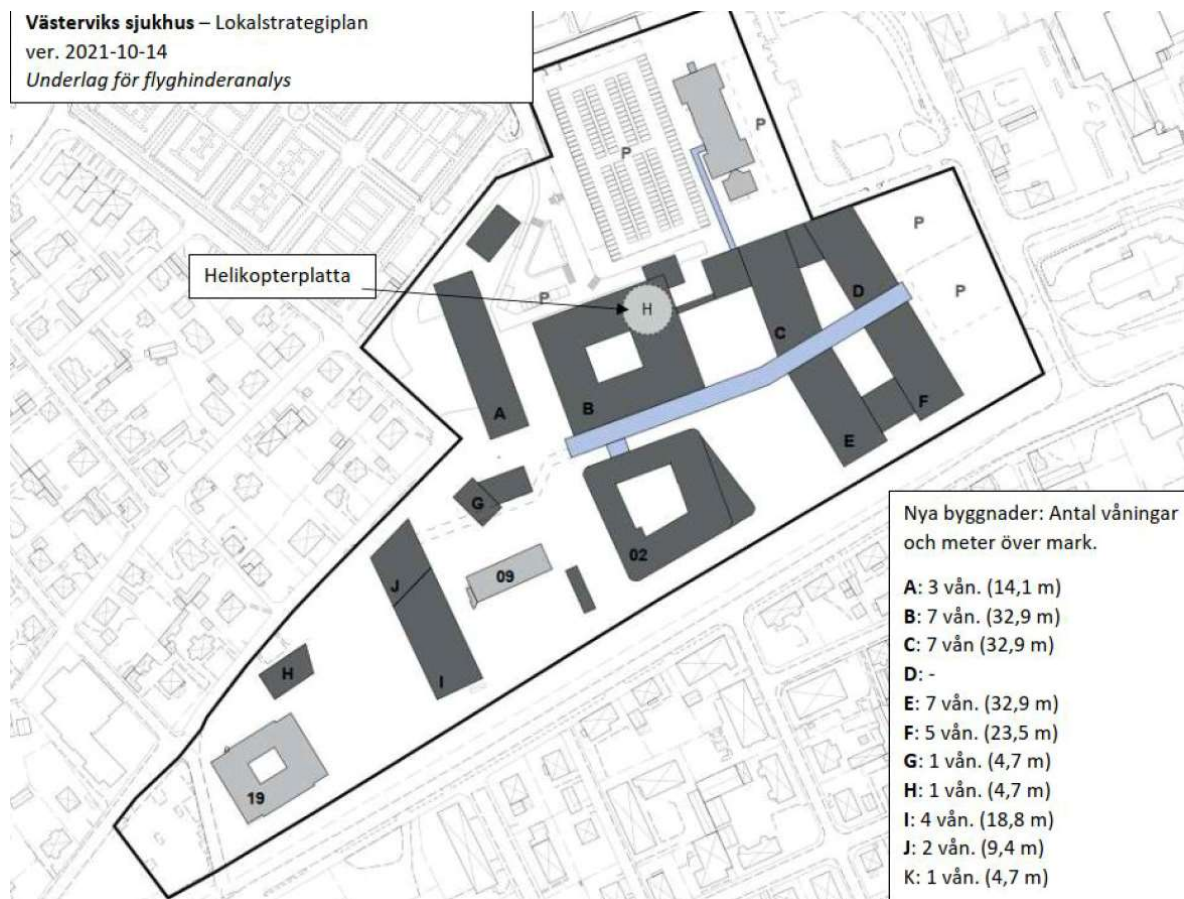 Västerviks sjukhus – Lokalstrategiplan
ver. 2021-10-14
Underlag för flyghinderanalys
P
P
P
Helikopterplatta
P
H
D
P
C
A
B
F
E
G
02
J
09
H
I
19
Nya byggnader: Antal våningar
och meter över mark.
A: 3 vån. (14,1 m)
B: 7 vån. (32,9 m)
C: 7 vån (32,9 m)
D: -
E: 7 vån. (32,9 m)
F: 5 vån. (23,5 m)
G: 1 vån. (4,7 m)
H: 1 vån. (4,7 m)
I: 4 vån. (18,8 m)
J: 2 vån. (9,4 m)
K: 1 vån. (4,7 m)